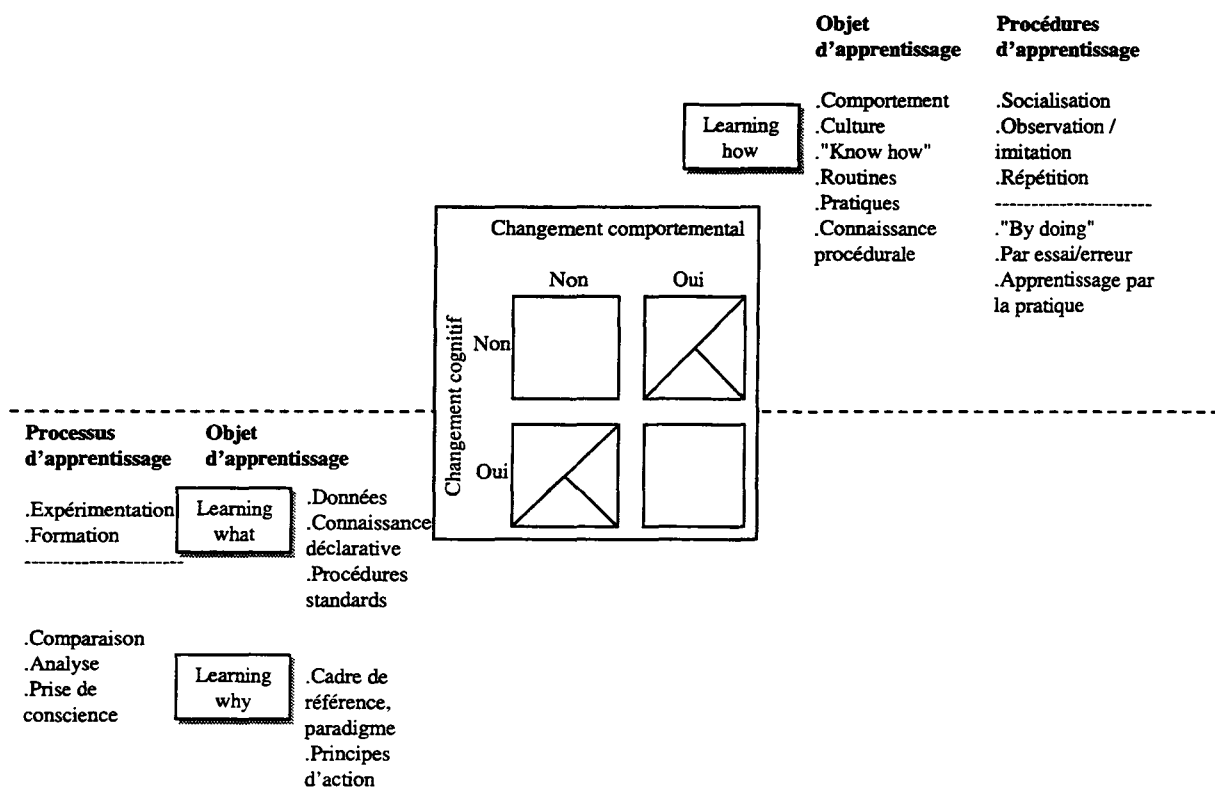 Objet
d'apprentissage
Procédures
d'apprentissage
Learning
how
.Comportement
.Culture
."Know how"
.Routines
.Pratiques
.Connaissance
procédurale
.Socialisation
.Observation /
imitation
.Répétition
."By doing"
.Par essai/erreur
.Apprentissage par
la pratique
Changement comportemental
Non
Oui
Changement cognitif
Non
Oui
Processus
d'apprentissage
Objet
d'apprentissage
.Expérimentation
.Formation
Learning
what
.Données
.Connaissance
déclarative
.Procédures
standards
.Comparaison
.Analyse
.Prise de
conscience
Learning
why
.Cadre de
référence,
paradigme
.Principes
d'action